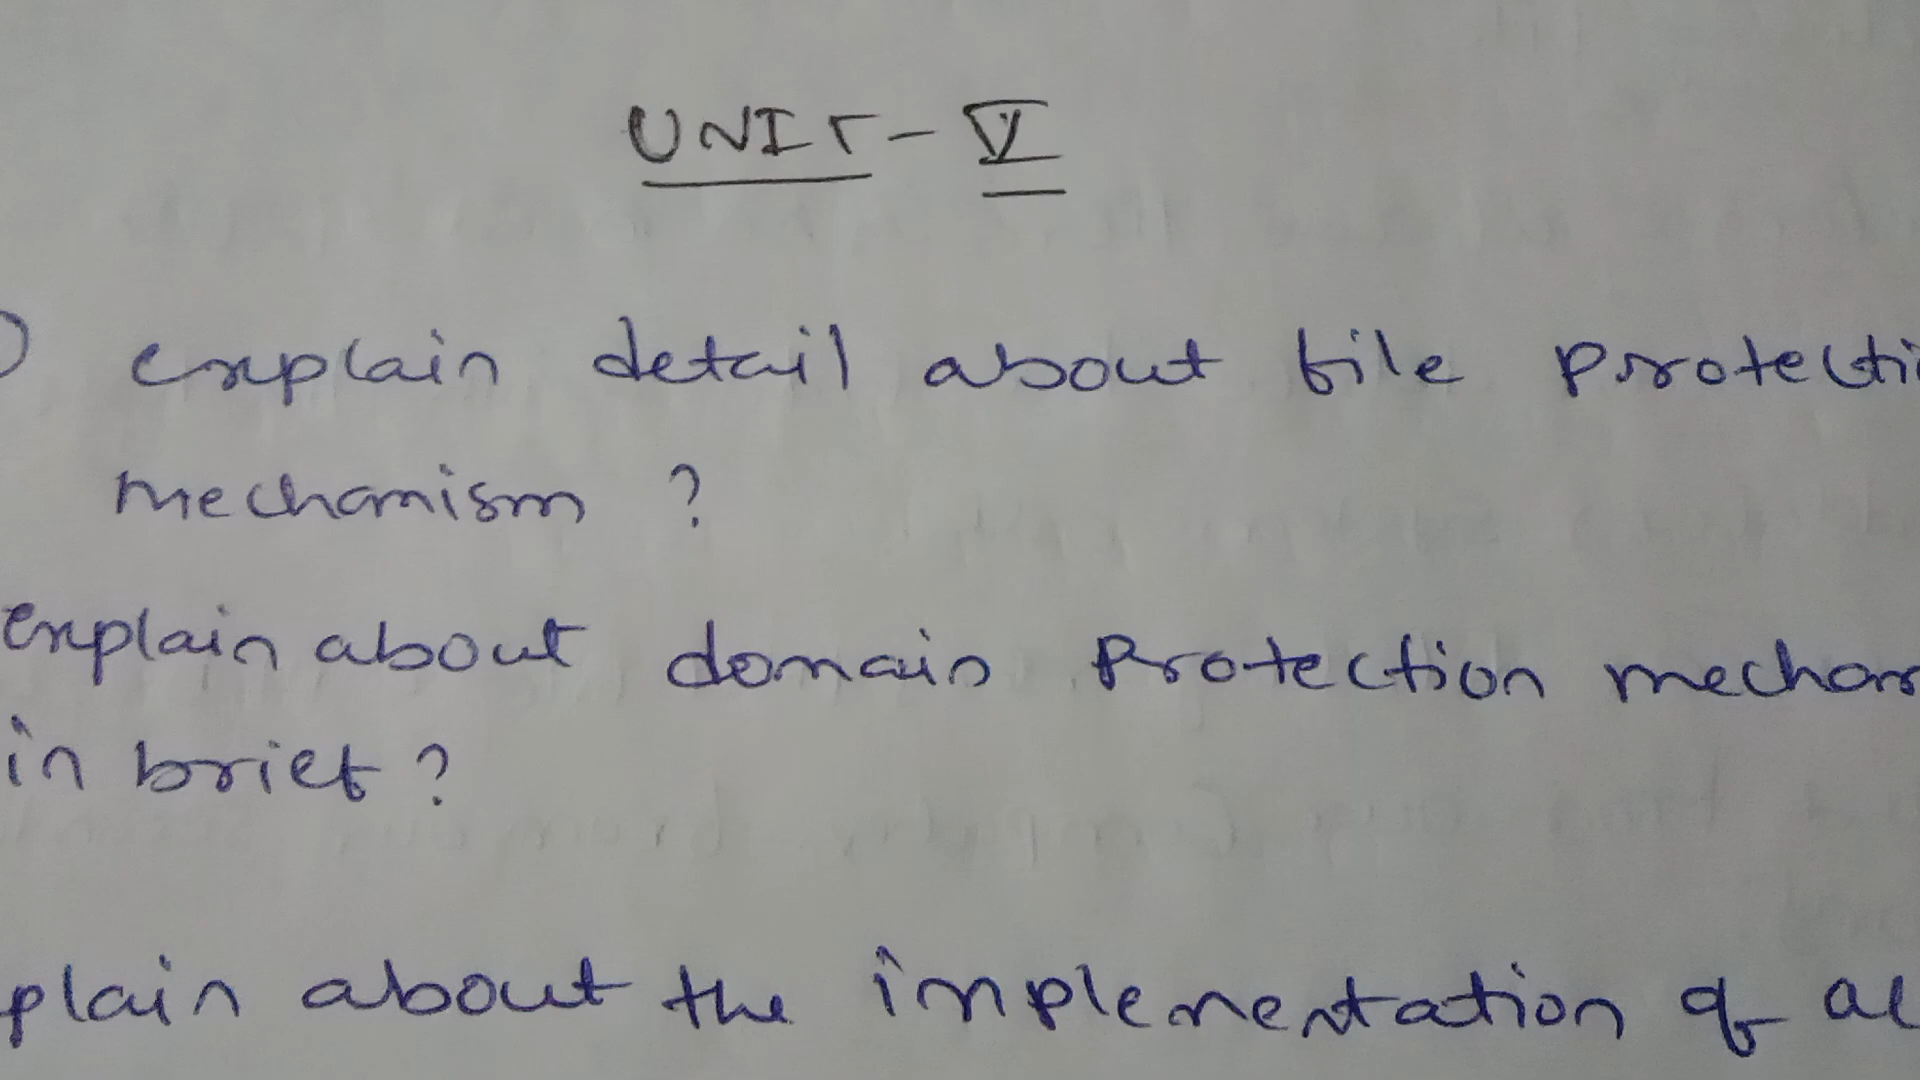 UNIT-V
explain detail about file protecti
mechanism ?
explain about domain Protection mechan
in brief ?
plain about the implementation of ac